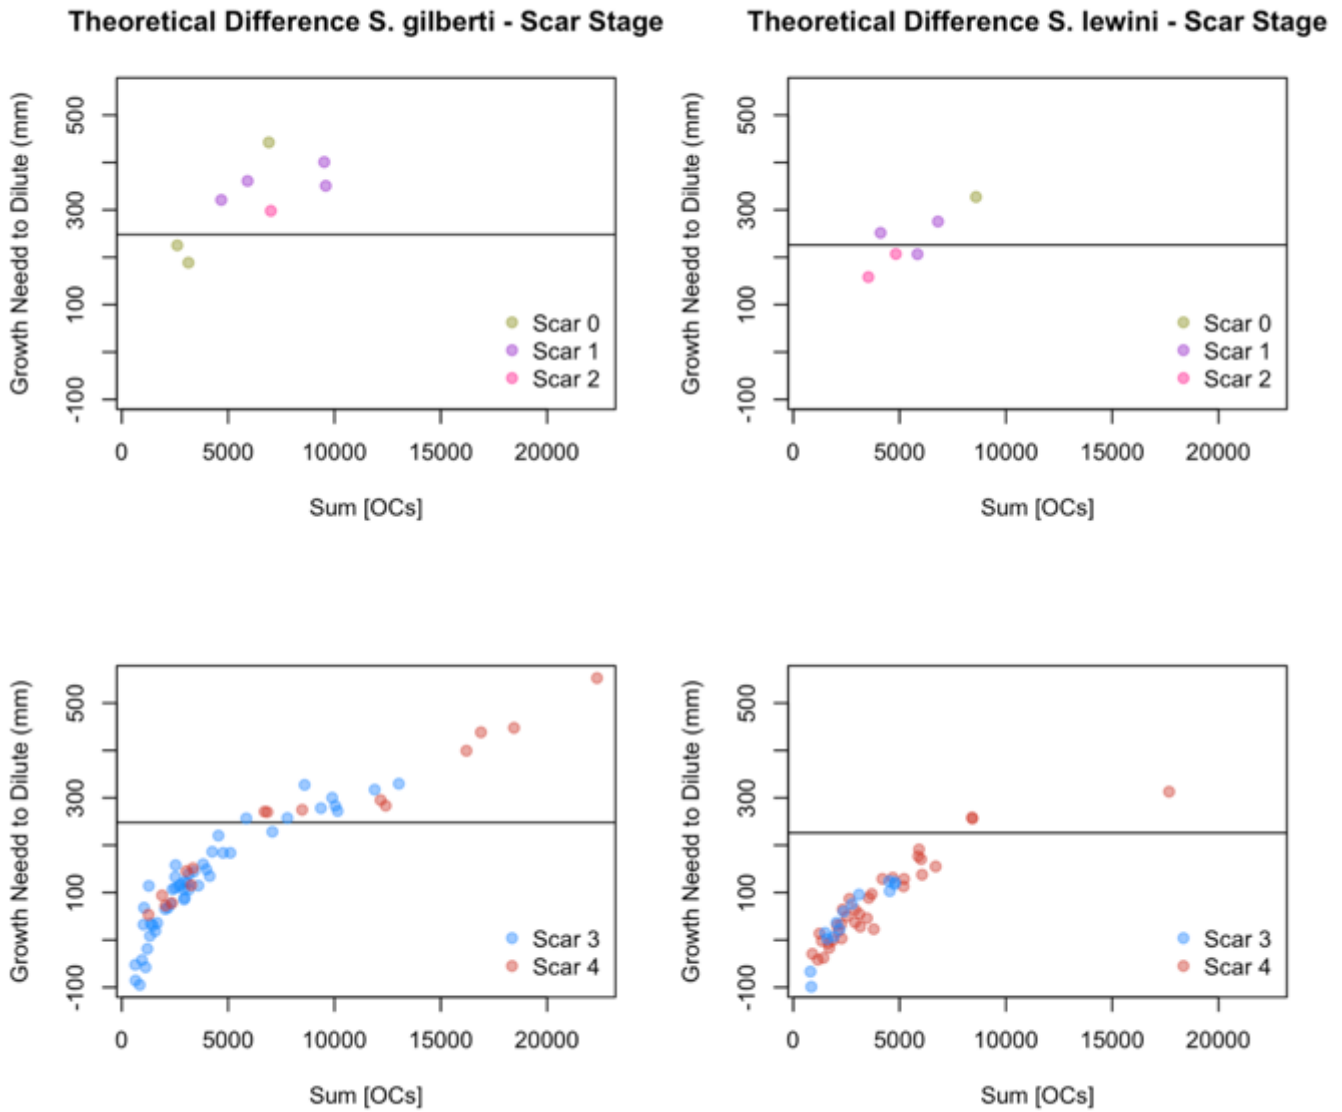 Theoretical Difference S. gilberti - Scar Stage
Growth Needd to Dilute (mm)
500
300
100
-100
Scar 0
Scar 1
Scar 2
0 5000 10000 15000 20000
Sum [OCs]
Theoretical Difference S. lewini - Scar Stage
Growth Needd to Dilute (mm)
500
300
100
-100
Scar 0
Scar 1
Scar 2
0 5000 10000 15000 20000
Sum [OCs]
Growth Needd to Dilute (mm)
500
300
100
-100
Scar 3
Scar 4
0 5000 10000 15000 20000
Sum [OCs]
Growth Needd to Dilute (mm)
500
300
100
-100
Scar 3
Scar 4
0 5000 10000 15000 20000
Sum [OCs]